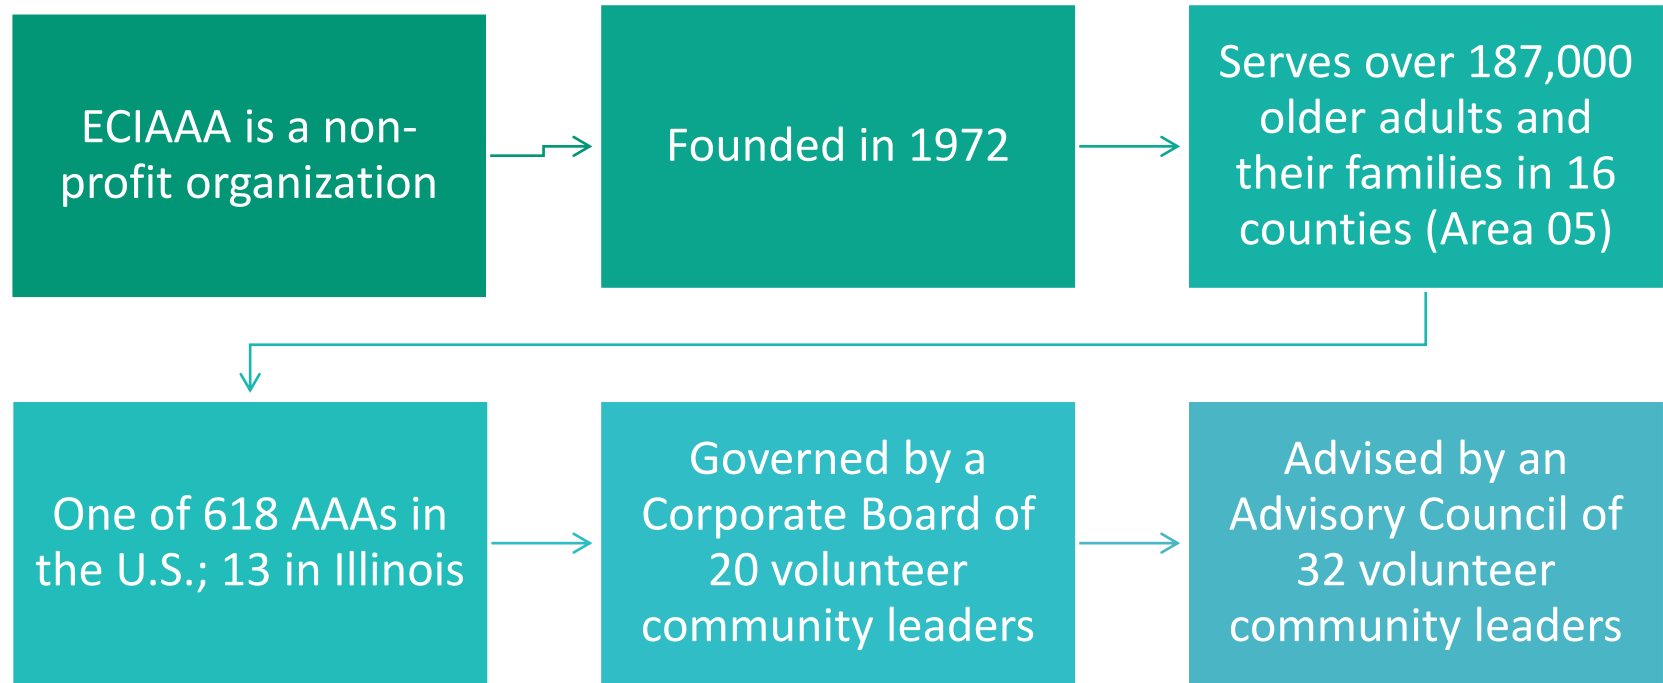 ECIAAA is a non-
profit organization
Founded in 1972
Serves over 187,000
older adults and
their families in 16
counties (Area 05)
One of 618 AAAs in
the U.S.; 13 in Illinois
Governed by a
Corporate Board of
20 volunteer
community leaders
Advised by an
Advisory Council of
32 volunteer
community leaders